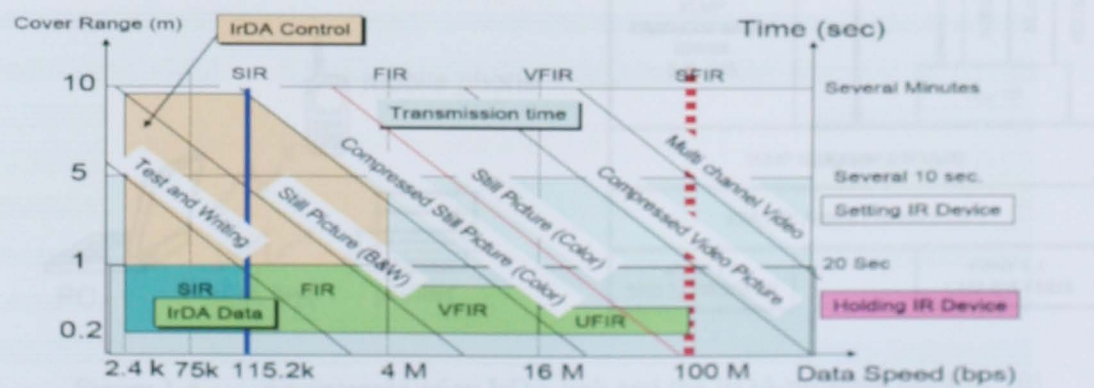 Cover Range (m)
IrDA Control
Time (sec)
SIR
FIR
VFIR
SFIR
10
Several Minutes
Transmission time
5
Several 10 sec.
Test and Wrting
Still Picture (B&W)
Compressed Still Picture (Color)
Still Picture (Color)
Compressed Video Picture
Multi channel Video
Setting IR Device
1
20 Sec
SIR
FIR
IrDA Data
VFIR
UFIR
Holding IR Device
0.2
2.4 k 75k 115.2k 4 M 16 M 100 M Data Speed (bps)